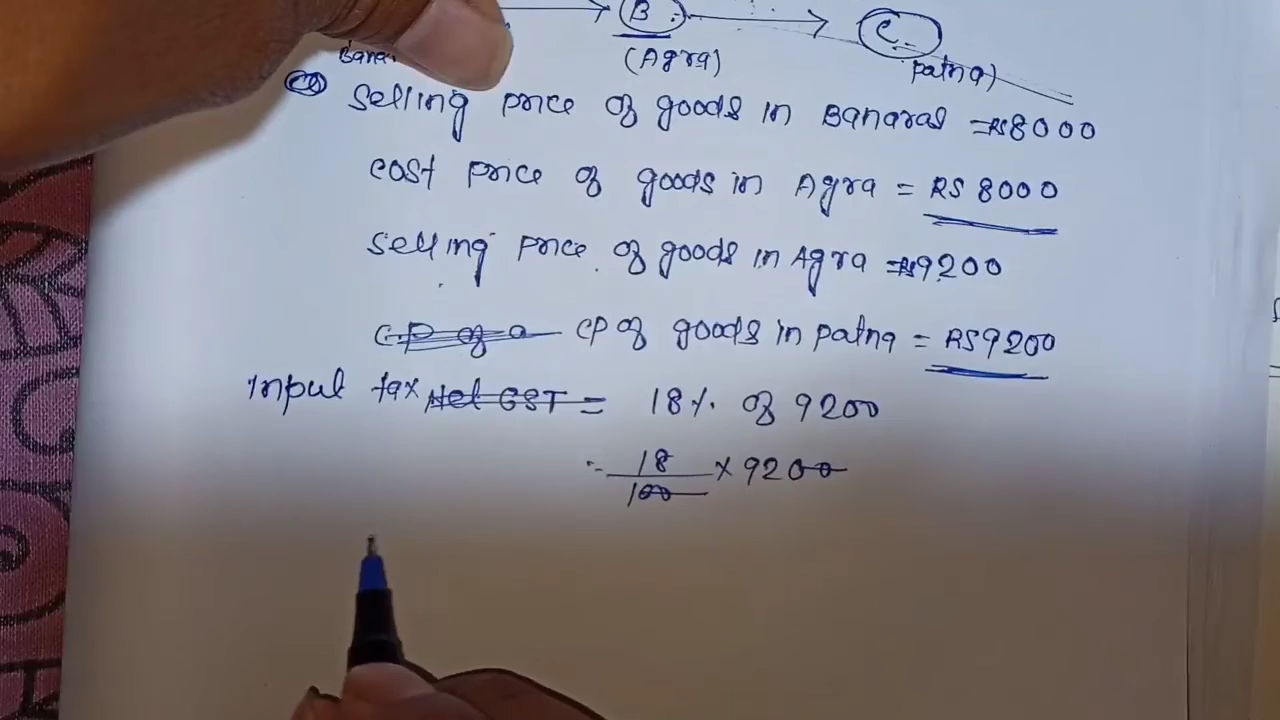 B.
C.
(Agra)
Patna)
Selling price of goods in Banaras = Rs 8000
cost price of goods in Agra = RS 8000
Selling price of goods in Agra = Rs 9200
C.P of a CP of goods in Patna = RS 9200
Input tax Net GST = 18% of 9200
18/100 × 9200